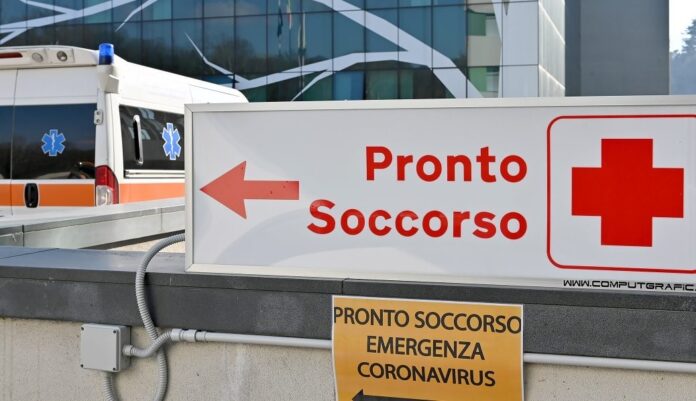 Pronto
Soccorso
WWW.COMPUTGRAFIC.
PRONTO SOCCORSO
EMERGENZA
CORONAVIRUS